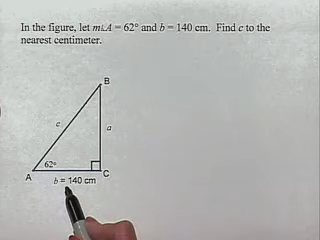 In the figure, let m∠A = 62° and b = 140 cm. Find c to the
nearest centimeter.
B
c
a
62°
A
C
b = 140 cm